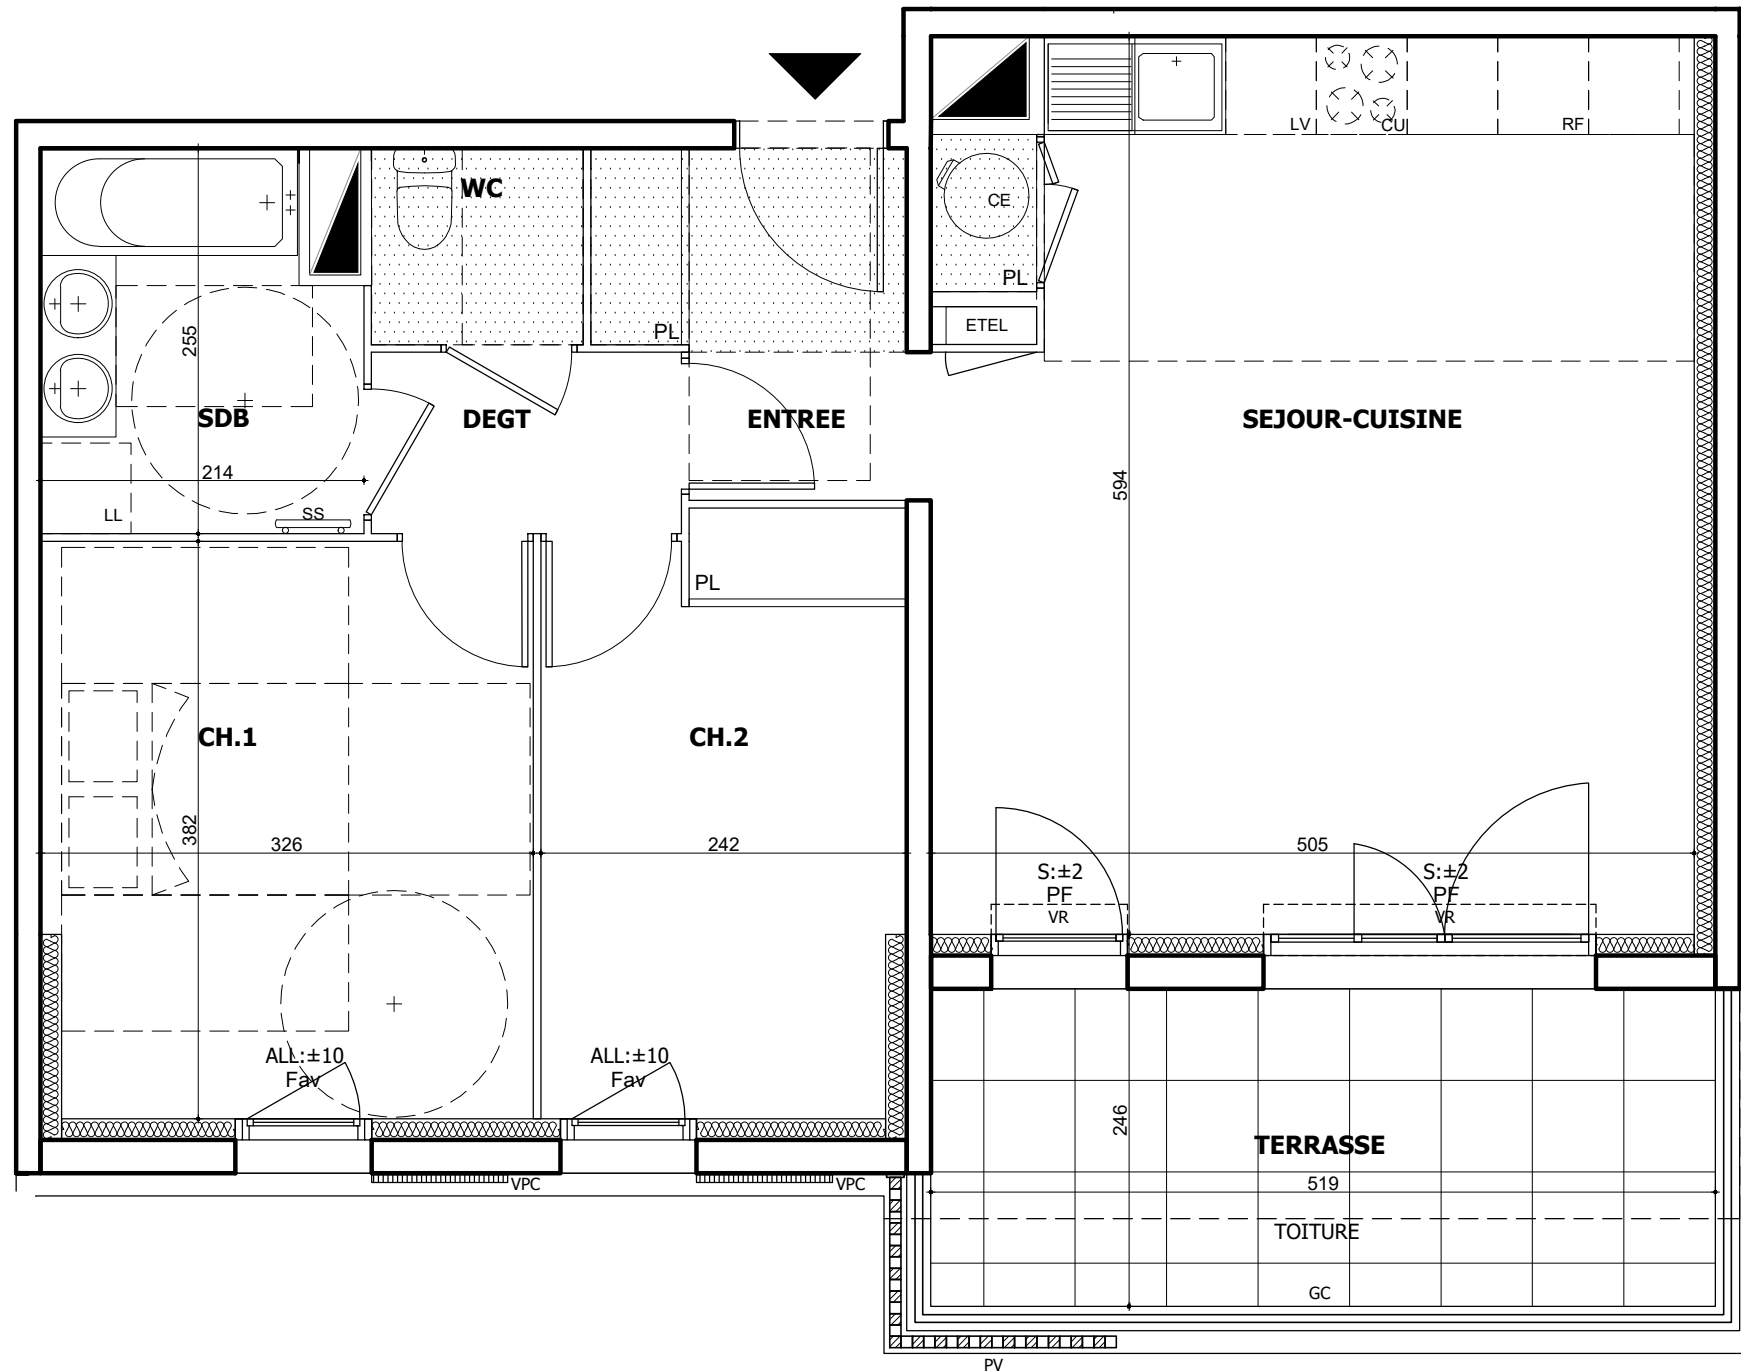 LV
CU
RF
WC
CE
PL
ETEL
PL
255
SDB
DEGT
ENTREE
SEJOUR-CUISINE
214
594
LL
SS
PL
CH.1
CH.2
382
326
242
505
S:±2
PF
VR
S:±2
PF
VR
ALL:±10
Fav
ALL:±10
Fav
246
TERRASSE
VPC
VPC
519
TOITURE
GC
PV